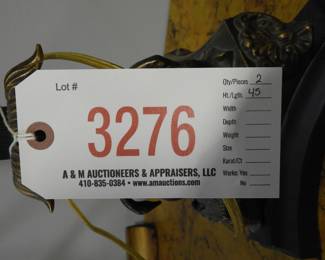 Lot #
3276
A & M AUCTIONEERS & APPRAISERS, LLC
410-835-0384 • www.amauctions.com
Qty/Pieces 2
Ht./Lgth. 45
Width
Depth
Weight
Size
Karat/Ct
Works: Yes
No